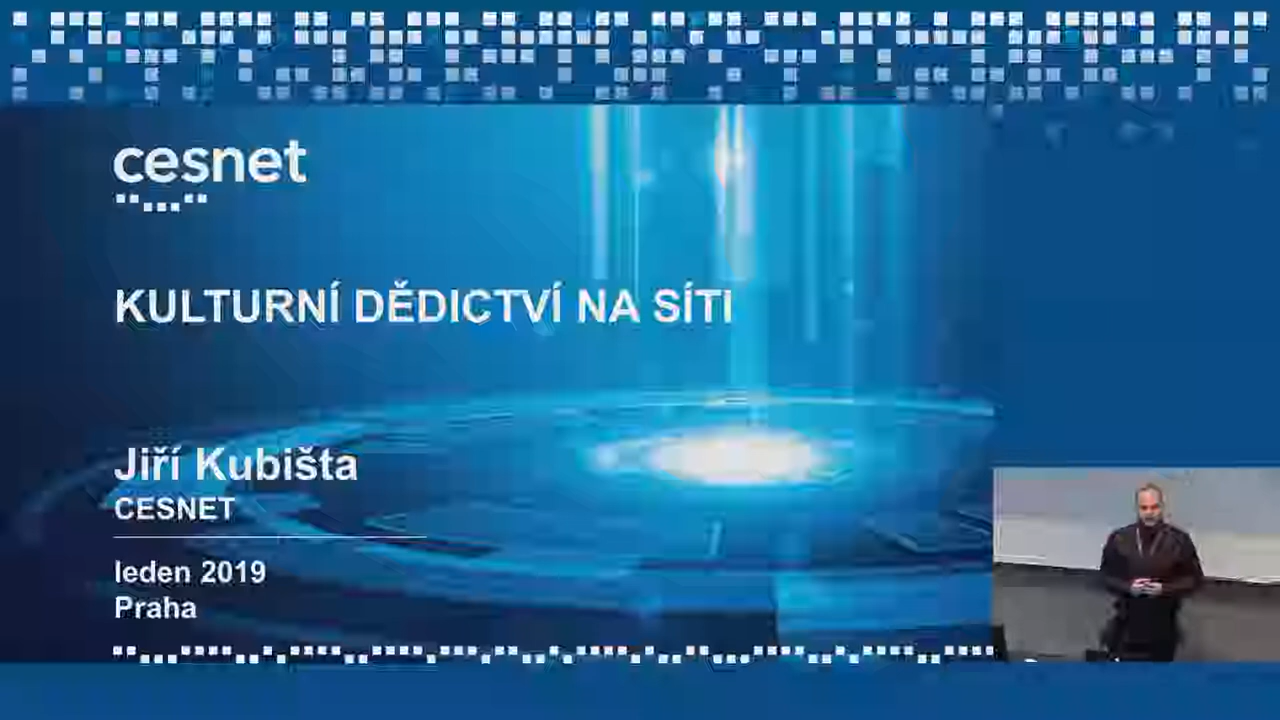 cesnet
KULTURNÍ DĚDICTVÍ NA SÍTI
Jiří Kubišta
CESNET
leden 2019
Praha